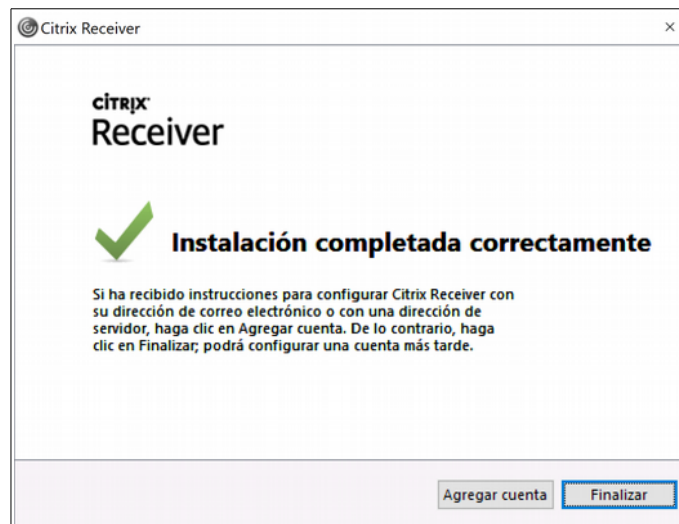 Citrix Receiver
CİTRIX
Receiver
Instalación completada correctamente
Si ha recibido instrucciones para configurar Citrix Receiver con
su dirección de correo electrónico o con una dirección de
servidor, haga clic en Agregar cuenta. De lo contrario, haga
clic en Finalizar; podrá configurar una cuenta más tarde.
Agregar cuenta Finalizar